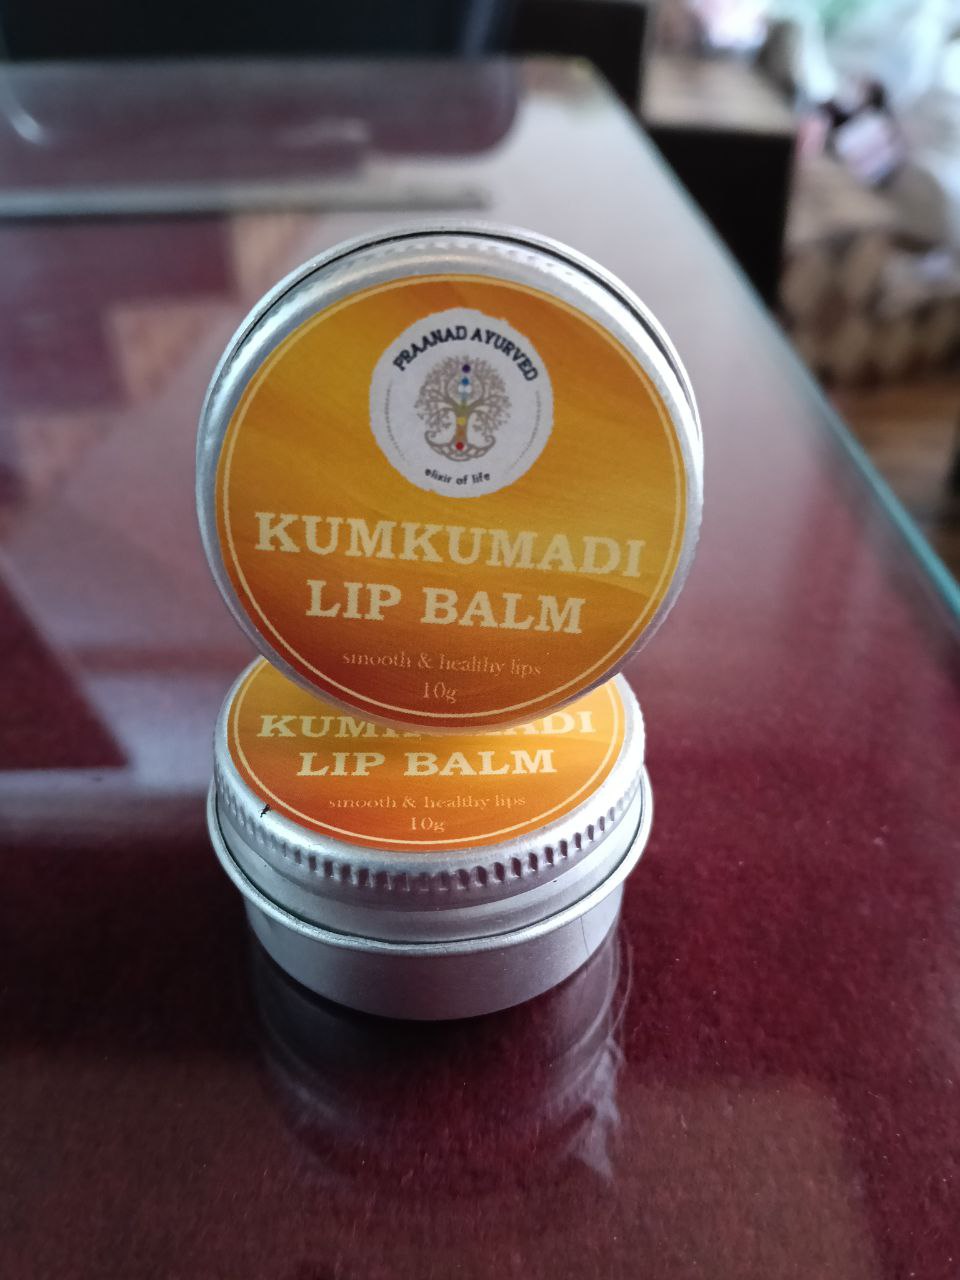 PRAANAD AYURVED
elixir of life
KUMKUMADI
LIP BALM
smooth & healthy lips
10g
LIP BALM
smooth & healthy lips
10g